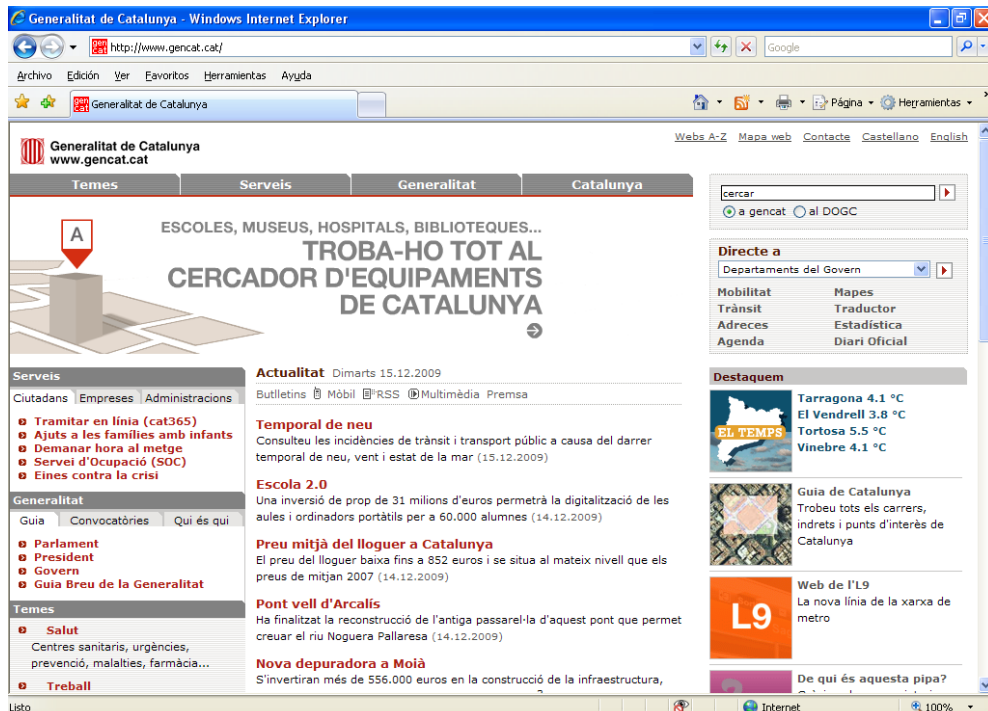 Generalitat de Catalunya - Windows Internet Explorer
http://www.gencat.cat/
Google
Archivo Edición Ver Favoritos Herramientas Ayuda
Generalitat de Catalunya
Página Herramientas
Generalitat de Catalunya
www.gencat.cat
Webs A-Z Mapa web Contacte Castellano English
Temes Serveis Generalitat Catalunya
cercar
a gencat al DOGC
A
ESCOLES, MUSEUS, HOSPITALS, BIBLIOTEQUES...
TROBA-HO TOT AL
CERCADOR D'EQUIPAMENTS
DE CATALUNYA
Directe a
Departaments del Govern
Mobilitat Mapes
Trànsit Traductor
Adreces Estadística
Agenda Diari Oficial
Serveis
Ciutadans Empreses Administracions
Tramitar en línia (cat365)
Ajuts a les famílies amb infants
Demanar hora al metge
Servei d'Ocupació (SOC)
Eines contra la crisi
Generalitat
Guia Convocatòries Qui és qui
Parlament
President
Govern
Guia Breu de la Generalitat
Temes
Salut
Centres sanitaris, urgències,
prevenció, malalties, farmàcia...
Treball
Actualitat Dimarts 15.12.2009
Butlletins Mòbil RSS Multimèdia Premsa
Temporal de neu
Consulteu les incidències de trànsit i transport públic a causa del darrer
temporal de neu, vent i estat de la mar (15.12.2009)
Escola 2.0
Una inversió de prop de 31 milions d'euros permetrà la digitalització de les
aules i ordinadors portàtils per a 60.000 alumnes (14.12.2009)
Preu mitjà del lloguer a Catalunya
El preu del lloguer baixa fins a 852 euros i se situa al mateix nivell que els
preus de mitjan 2007 (14.12.2009)
Pont vell d'Arcalís
Ha finalitzat la reconstrucció de l'antiga passarel·la d'aquest pont que permet
creuar el riu Noguera Pallaresa (14.12.2009)
Nova depuradora a Moià
S'invertiran més de 556.000 euros en la construcció de la infraestructura,
Destaquem
EL TEMPS
Tarragona 4.1 °C
El Vendrell 3.8 °C
Tortosa 5.5 °C
Vinebre 4.1 °C
Guia de Catalunya
Trobeu tots els carrers,
indrets i punts d'interès de
Catalunya
L9
Web de l'L9
La nova línia de la xarxa de
metro
De qui és aquesta pipa?
Listo Internet 100%